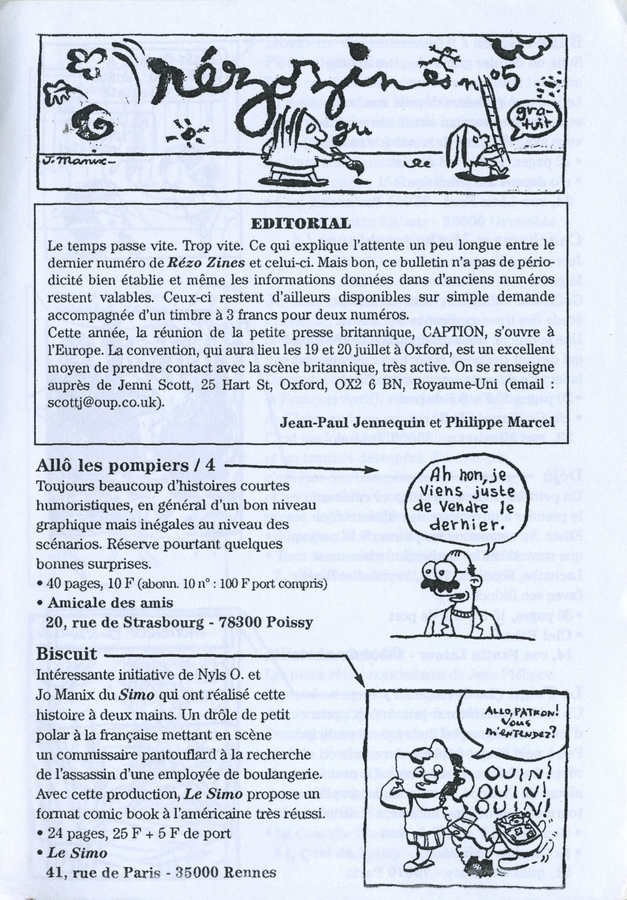 rézozines n°5
gra
tuit
J. Manix
EDITORIAL
Le temps passe vite. Trop vite. Ce qui explique l'attente un peu longue entre le
dernier numéro de Rézo Zines et celui-ci. Mais bon, ce bulletin n'a pas de pério-
dicité bien établie et même les informations données dans d'anciens numéros
restent valables. Ceux-ci restent d'ailleurs disponibles sur simple demande
accompagnée d'un timbre à 3 francs pour deux numéros.
Cette année, la réunion de la petite presse britannique, CAPTION, s'ouvre à
l'Europe. La convention, qui aura lieu les 19 et 20 juillet à Oxford, est un excellent
moyen de prendre contact avec la scène britannique, très active. On se renseigne
auprès de Jenni Scott, 25 Hart St, Oxford, OX2 6 BN, Royaume-Uni (email :
scottj@oup.co.uk).
Jean-Paul Jennequin et Philippe Marcel
Allô les pompiers / 4
Toujours beaucoup d'histoires courtes
humoristiques, en général d'un bon niveau
graphique mais inégales au niveau des
scénarios. Réserve pourtant quelques
bonnes surprises.
• 40 pages, 10 F (abonn. 10 n° : 100 F port compris)
• Amicale des amis
20, rue de Strasbourg - 78300 Poissy
Ah non, je
viens juste
de vendre le
dernier.
Biscuit
Intéressante initiative de Nyls O. et
Jo Manix du Simo qui ont réalisé cette
histoire à deux mains. Un drôle de petit
polar à la française mettant en scène
un commissaire pantouflard à la recherche
de l'assassin d'une employée de boulangerie.
Avec cette production, Le Simo propose un
format comic book à l'américaine très réussi.
• 24 pages, 25 F + 5 F de port
• Le Simo
41, rue de Paris - 35000 Rennes
ALLO, PATRON!
VOUS
m'entendez?
OUIN!
OUIN!
OUIN!